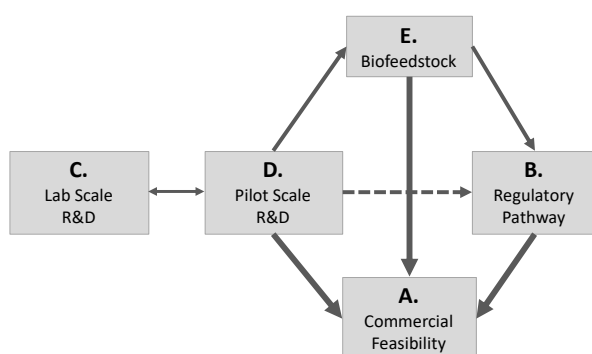 E.
Biofeedstock
C.
Lab Scale
R&D
D.
Pilot Scale
R&D
B.
Regulatory
Pathway
A.
Commercial
Feasibility